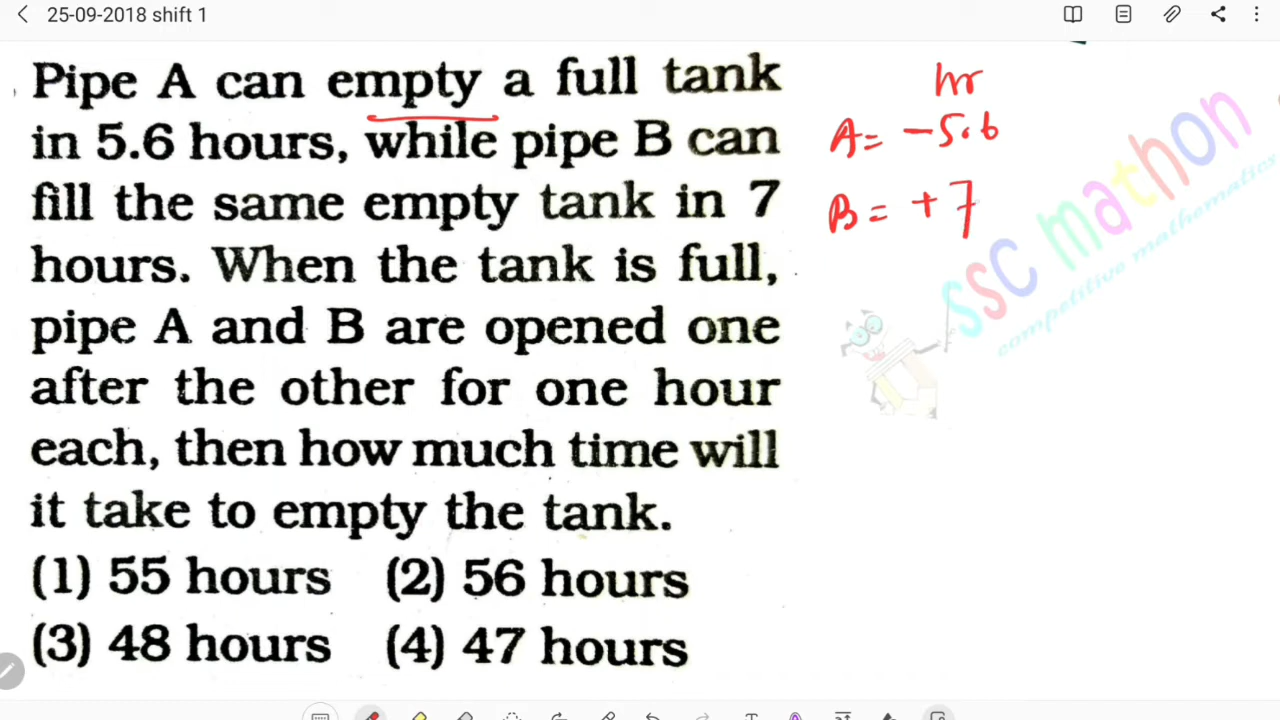 25-09-2018 shift 1
Pipe A can empty a full tank
in 5.6 hours, while pipe B can
fill the same empty tank in 7
hours. When the tank is full,
pipe A and B are opened one
after the other for one hour
each, then how much time will
it take to empty the tank.
(1) 55 hours (2) 56 hours
(3) 48 hours (4) 47 hours
hr
A = -5.6
B = +7
ssc mathon
competitive mathematics